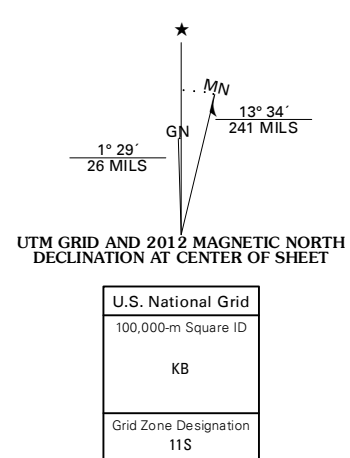 ★
MN
GN
13° 34´
241 MILS
1° 29´
26 MILS
UTM GRID AND 2012 MAGNETIC NORTH
DECLINATION AT CENTER OF SHEET
U.S. National Grid
100,000-m Square ID
KB
Grid Zone Designation
11S